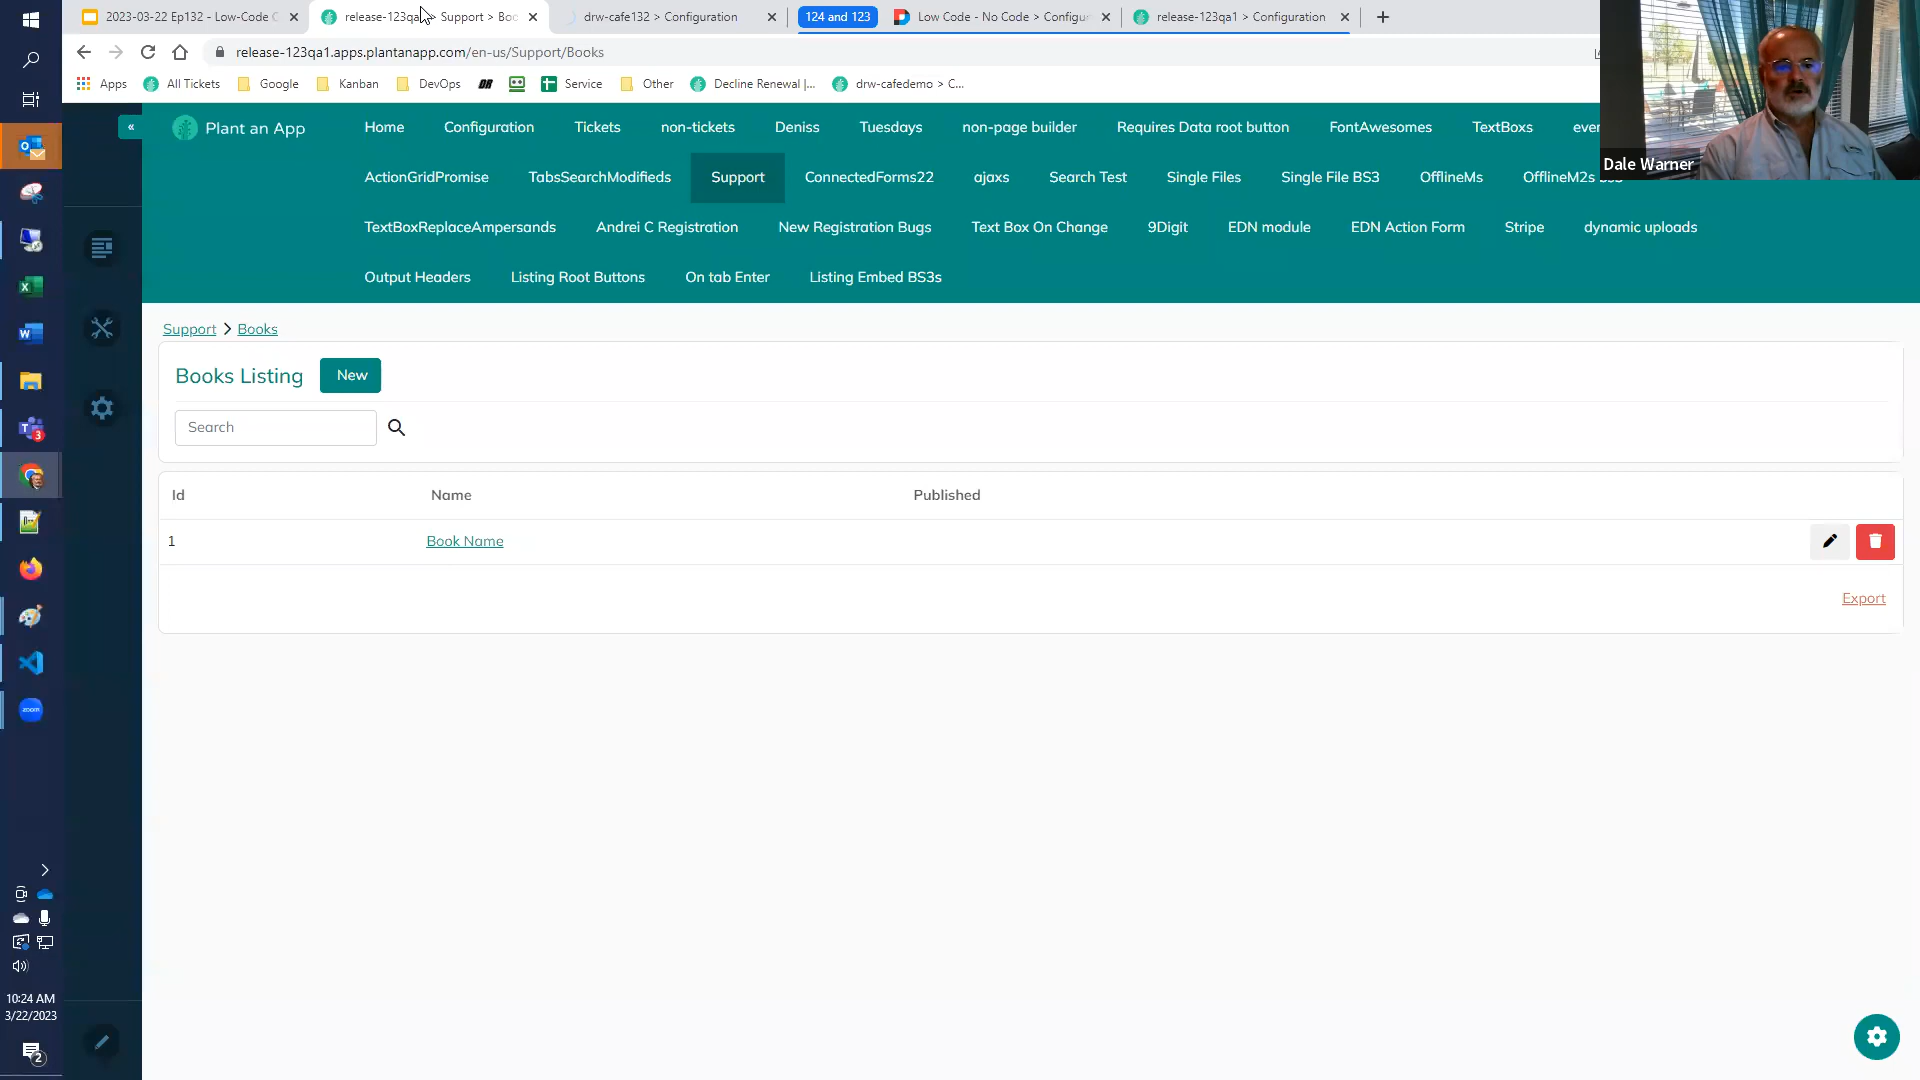 2023-03-22 Ep132 - Low-Code C
release-123qa1 > Support > Boo
drw-cafe132 > Configuration
124 and 123
Low Code - No Code > Configu
release-123qa1 > Configuration
release-123qa1.apps.plantanapp.com/en-us/Support/Books
Apps
All Tickets
Google
Kanban
DevOps
Service
Other
Decline Renewal |...
drw-cafedemo > C...
Plant an App
Home Configuration Tickets non-tickets Deniss Tuesdays non-page builder Requires Data root button FontAwesomes TextBoxs
ActionGridPromise TabsSearchModifieds Support ConnectedForms22 ajaxs Search Test Single Files Single File BS3 OfflineMs OfflineM2s
TextBoxReplaceAmpersands Andrei C Registration New Registration Bugs Text Box On Change 9Digit EDN module EDN Action Form Stripe dynamic uploads
Output Headers Listing Root Buttons On tab Enter Listing Embed BS3s
Dale Warner
Support > Books
Books Listing New
Search
Id Name Published
1 Book Name
Export
10:24 AM
3/22/2023
2